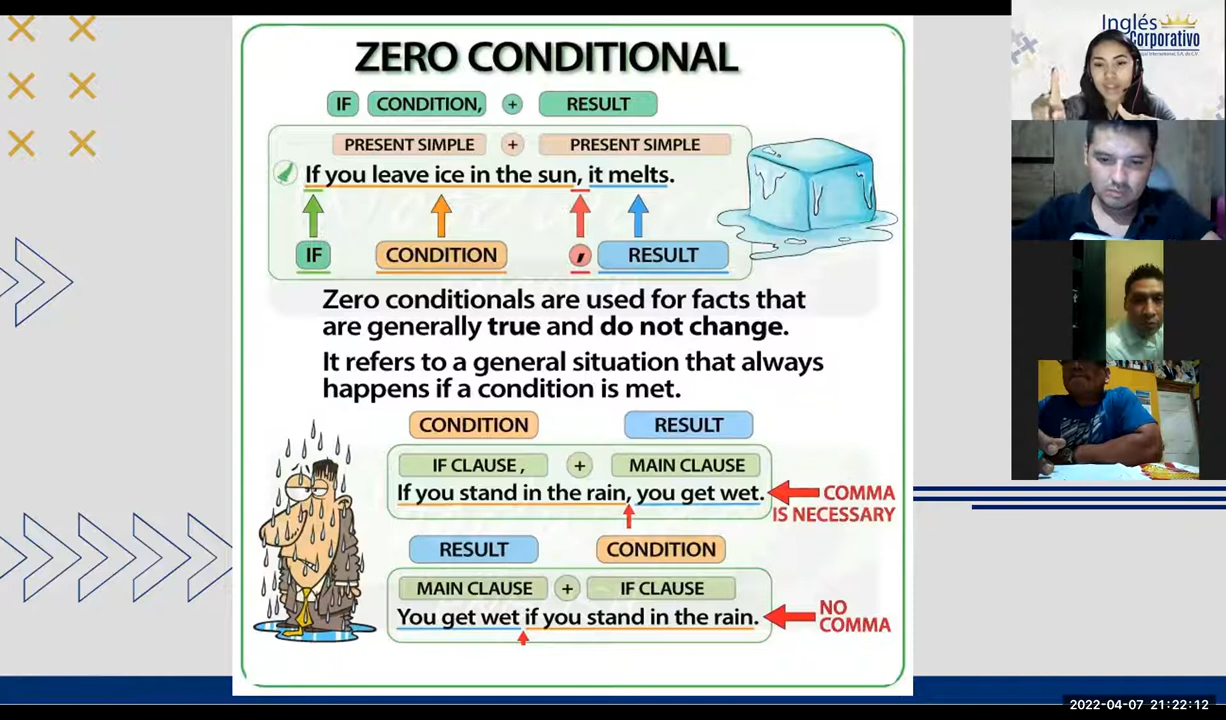 ZERO CONDITIONAL
IF CONDITION, + RESULT
PRESENT SIMPLE + PRESENT SIMPLE
If you leave ice in the sun, it melts.
IF CONDITION , RESULT
Zero conditionals are used for facts that
are generally true and do not change.
It refers to a general situation that always
happens if a condition is met.
CONDITION RESULT
IF CLAUSE , + MAIN CLAUSE
If you stand in the rain, you get wet.
COMMA
IS NECESSARY
RESULT CONDITION
MAIN CLAUSE + IF CLAUSE
You get wet if you stand in the rain.
NO
COMMA
Inglés
Corporativo
2022-04-07 21:22:12